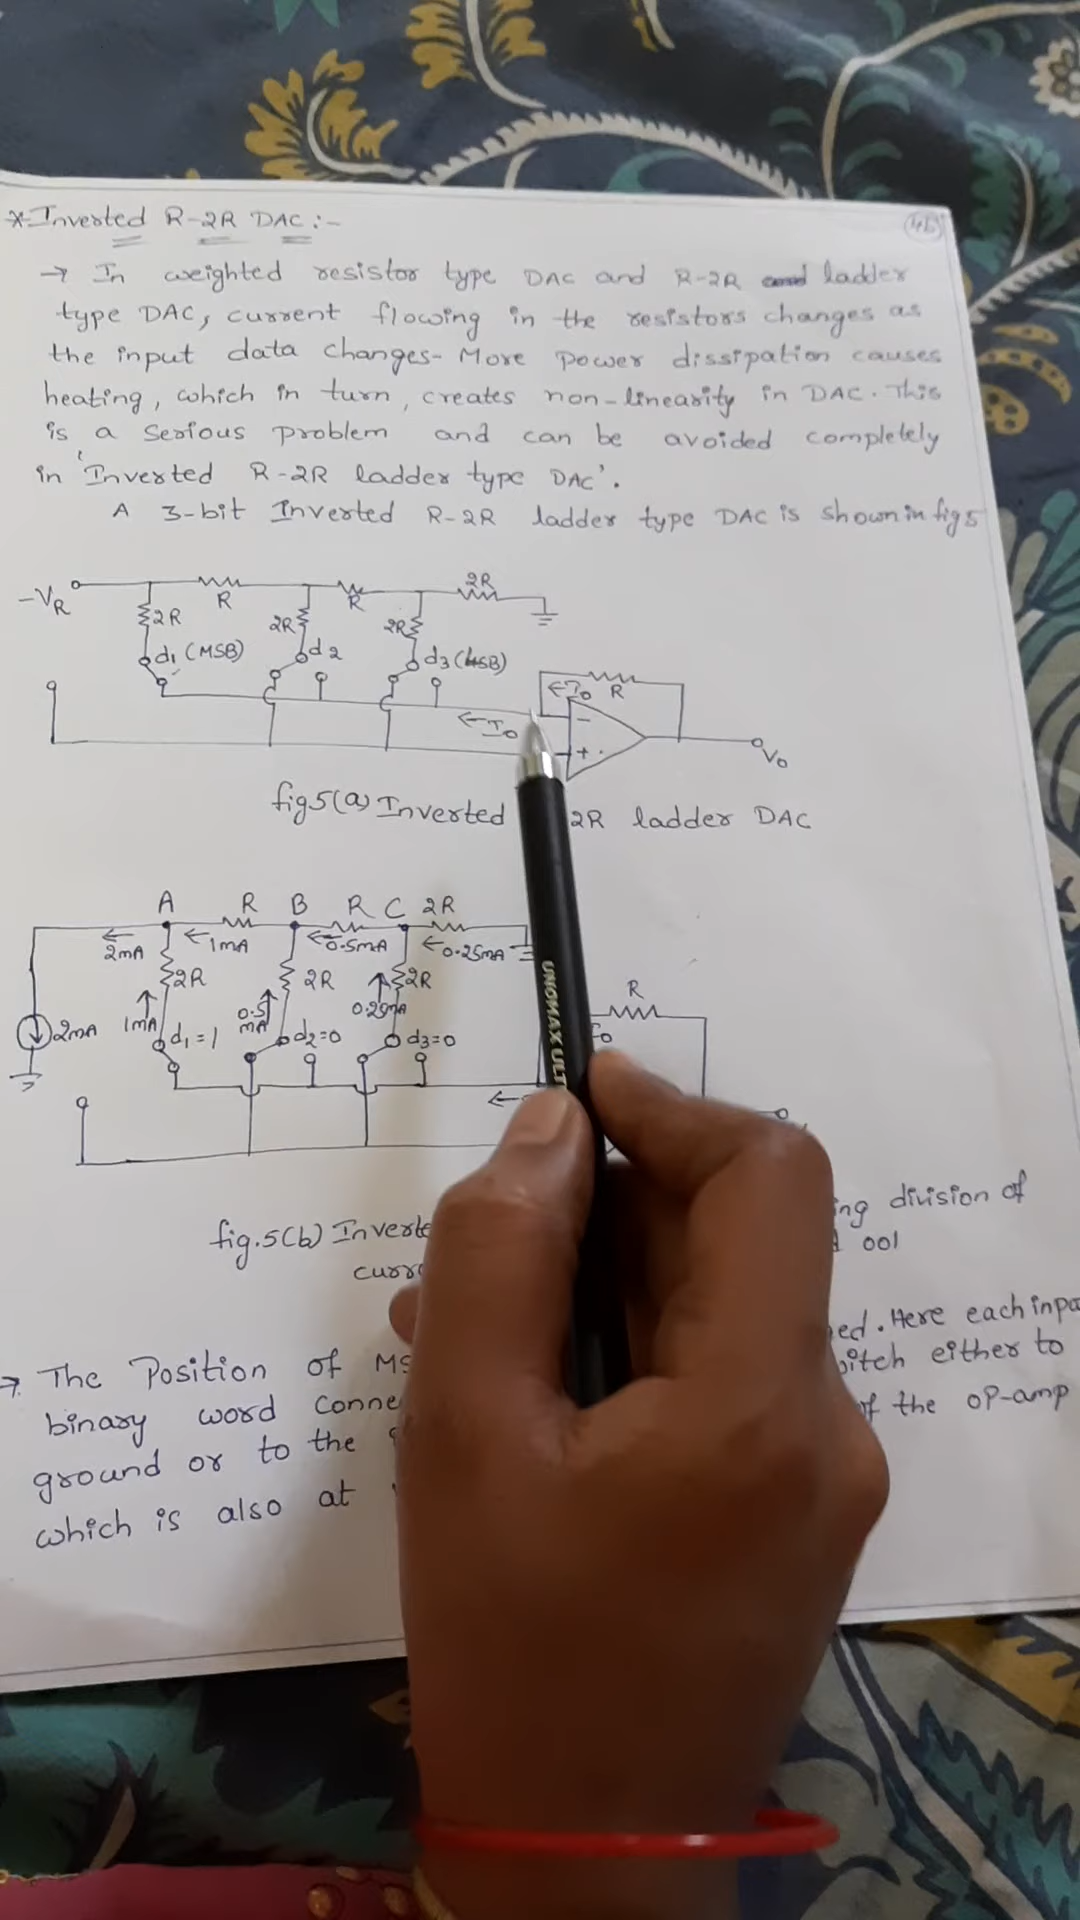 *Inverted R-2R DAC:-
→ In weighted resistor type DAC and R-2R ladder
type DAC, current flowing in the resistors changes as
the input data changes- More power dissipation causes
heating, which in turn, creates non-linearity in DAC. This
is a serious problem and can be avoided completely
in 'Inverted R-2R ladder type DAC'.
A 3-bit Inverted R-2R ladder type DAC is shown in fig 5
-VR R R 2R
2R 2R 2R
d1 (MSB) d2 d3 (LSB)
←Io R
←Io - +
Vo
fig5(a) Inverted 2R ladder DAC
A R B R C 2R
2mA ←1mA ←0.5mA ←0.25mA
2R 2R 2R
R
2mA 1mA d1=1 0.5 mA d2=0 0.25mA d3=0
fig.5(b) Inverte
ing division of
001
ed. Here each inpu
→ The Position of MS
itch either to
binary word conne
of the op-amp
ground or to the
which is also at
UNOMAX ULT